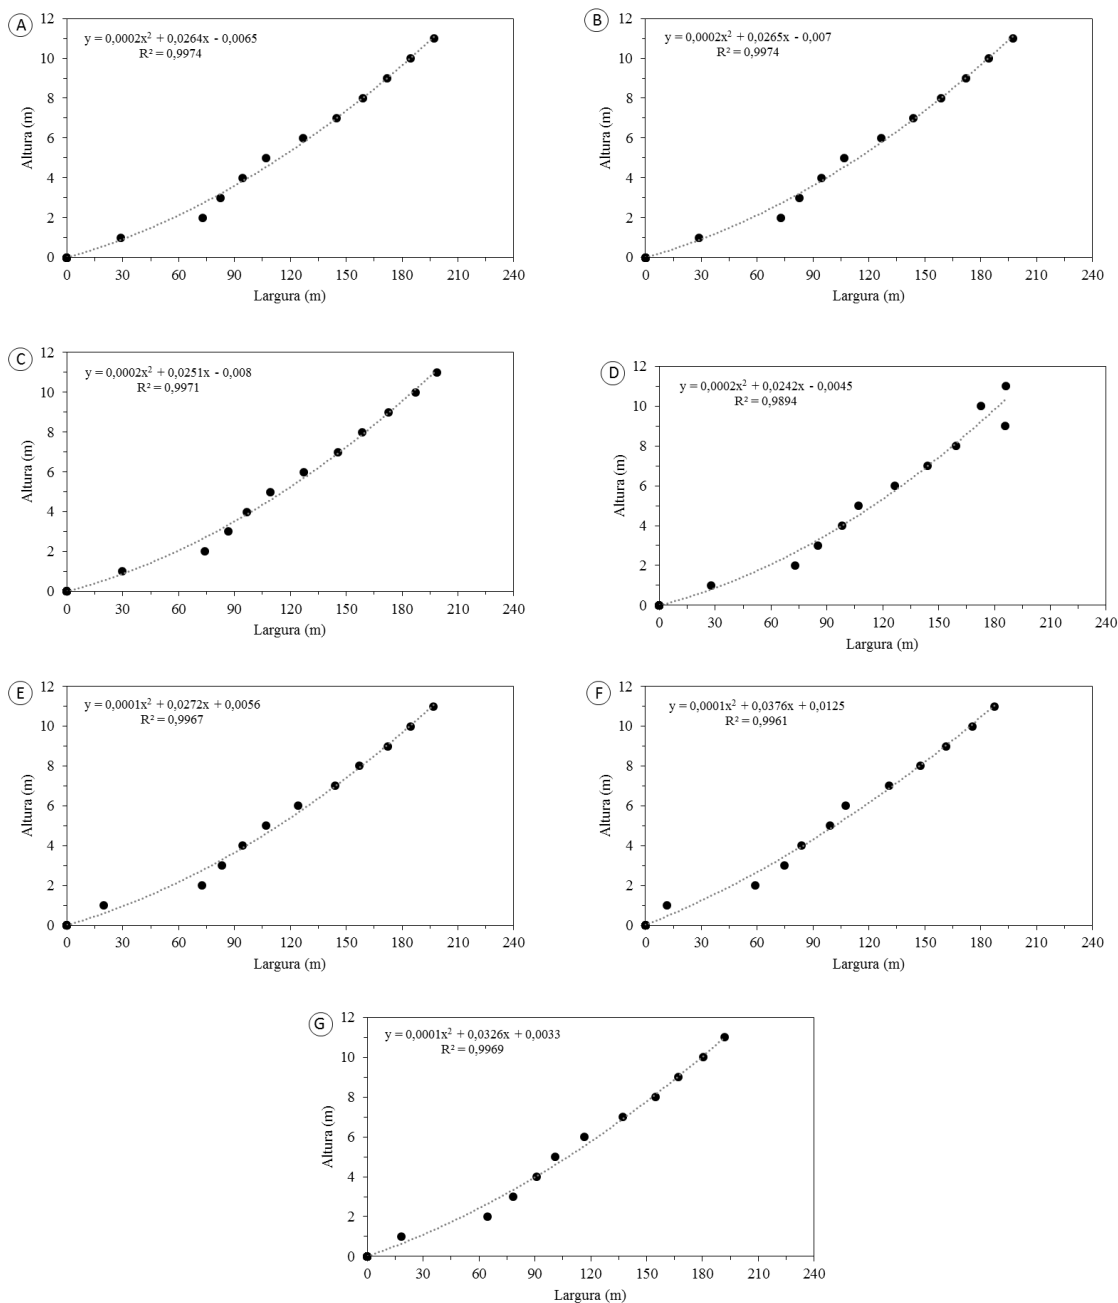 A
y = 0,0002x² + 0,0264x - 0,0065
R² = 0,9974
Altura (m)
12
10
8
6
4
2
0
0 30 60 90 120 150 180 210 240
Largura (m)
B
y = 0,0002x² + 0,0265x - 0,007
R² = 0,9974
Altura (m)
12
10
8
6
4
2
0
0 30 60 90 120 150 180 210 240
Largura (m)
C
y = 0,0002x² + 0,0251x - 0,008
R² = 0,9971
Altura (m)
12
10
8
6
4
2
0
0 30 60 90 120 150 180 210 240
Largura (m)
D
y = 0,0002x² + 0,0242x - 0,0045
R² = 0,9894
Altura (m)
12
10
8
6
4
2
0
0 30 60 90 120 150 180 210 240
Largura (m)
E
y = 0,0001x² + 0,0272x + 0,0056
R² = 0,9967
Altura (m)
12
10
8
6
4
2
0
0 30 60 90 120 150 180 210 240
Largura (m)
F
y = 0,0001x² + 0,0376x + 0,0125
R² = 0,9961
Altura (m)
12
10
8
6
4
2
0
0 30 60 90 120 150 180 210 240
Largura (m)
G
y = 0,0001x² + 0,0326x + 0,0033
R² = 0,9969
Altura (m)
12
10
8
6
4
2
0
0 30 60 90 120 150 180 210 240
Largura (m)